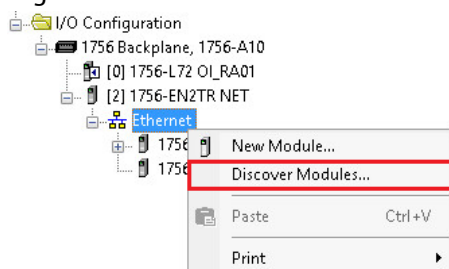 I/O Configuration
1756 Backplane, 1756-A10
[0] 1756-L72 OI_RA01
[2] 1756-EN2TR NET
Ethernet
1756
New Module...
1756
Discover Modules...
Paste Ctrl+V
Print